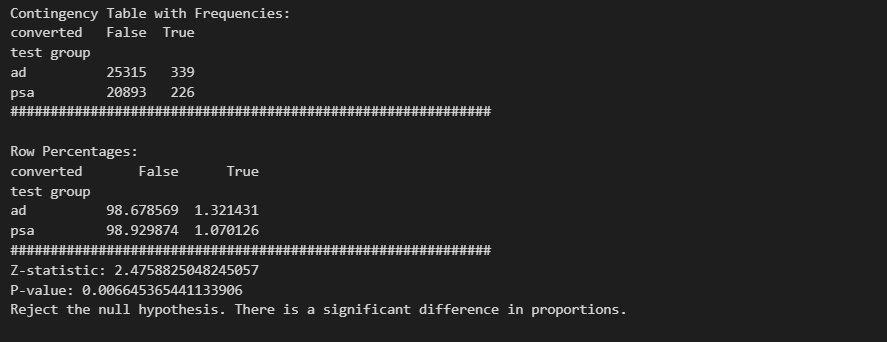 Contingency Table with Frequencies:
converted   False  True
test group
ad          25315   339
psa         20893   226
############################################################
Row Percentages:
converted       False      True
test group
ad          98.678569  1.321431
psa         98.929874  1.070126
############################################################
Z-statistic: 2.4758825048245057
P-value: 0.006645365441133906
Reject the null hypothesis. There is a significant difference in proportions.